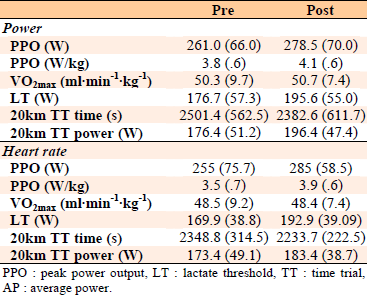 Pre Post
Power
PPO (W) 261.0 (66.0) 278.5 (70.0)
PPO (W/kg) 3.8 (.6) 4.1 (.6)
VO2max (ml·min-1·kg-1) 50.3 (9.7) 50.7 (7.4)
LT (W) 176.7 (57.3) 195.6 (55.0)
20km TT time (s) 2501.4 (562.5) 2382.6 (611.7)
20km TT power (W) 176.4 (51.2) 196.4 (47.4)
Heart rate
PPO (W) 255 (75.7) 285 (58.5)
PPO (W/kg) 3.5 (.7) 3.9 (.6)
VO2max (ml·min-1·kg-1) 48.5 (9.2) 48.4 (7.4)
LT (W) 169.9 (38.8) 192.9 (39.09)
20km TT time (s) 2348.8 (314.5) 2233.7 (222.5)
20km TT power (W) 173.4 (49.1) 183.4 (38.7)
PPO : peak power output, LT : lactate threshold, TT : time trial,
AP : average power.